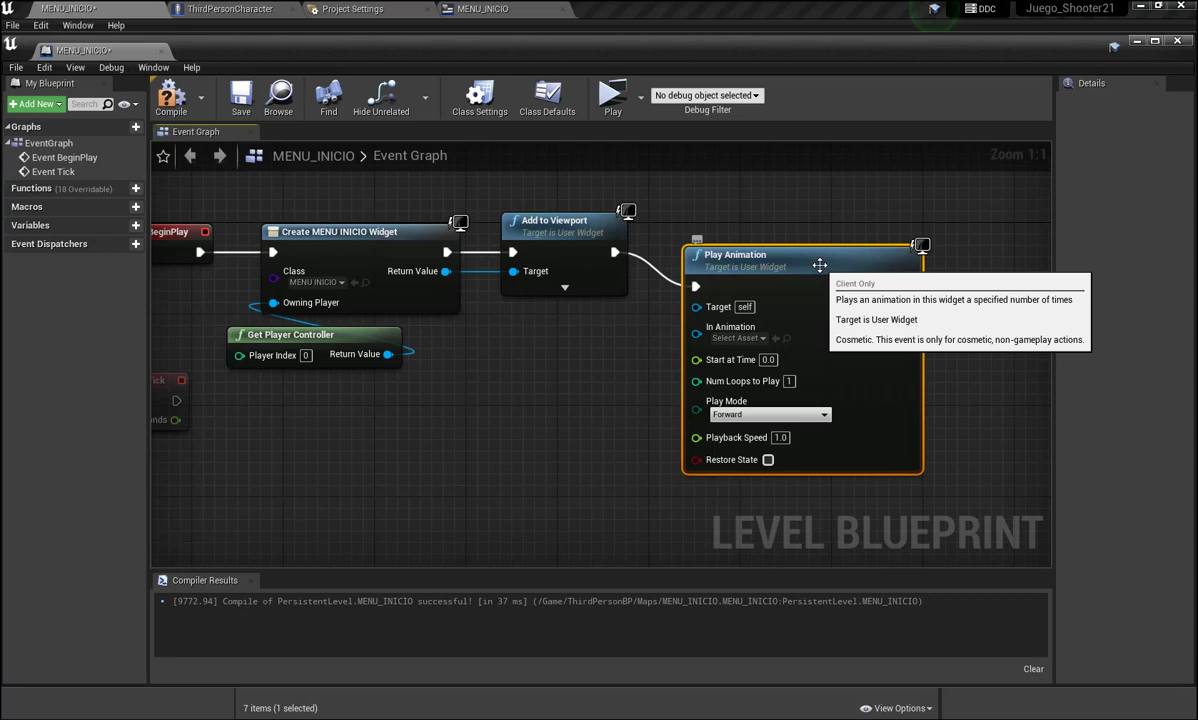 MENU_INICIO*
ThirdPersonCharacter
Project Settings
MENU_INICIO
DDC
Juego_Shooter21
File Edit Window Help
MENU_INICIO*
File Edit View Debug Window Help
My Blueprint
Details
+ Add New
Search
Compile
Save
Browse
Find
Hide Unrelated
Class Settings
Class Defaults
Play
No debug object selected
Debug Filter
Graphs
EventGraph
Event BeginPlay
Event Tick
Functions (18 Overridable)
Macros
Variables
Event Dispatchers
Event Graph
MENU_INICIO > Event Graph
Zoom 1:1
BeginPlay
Create MENU INICIO Widget
Class
MENU INICIO
Return Value
Owning Player
Add to Viewport
Target is User Widget
Target
Get Player Controller
Player Index 0
Return Value
Tick
onds
Play Animation
Target is User Widget
Target self
In Animation
Select Asset
Start at Time 0.0
Num Loops to Play 1
Play Mode
Forward
Playback Speed 1.0
Restore State
Client Only
Plays an animation in this widget a specified number of times
Target is User Widget
Cosmetic. This event is only for cosmetic, non-gameplay actions.
LEVEL BLUEPRINT
Compiler Results
[9772.94] Compile of PersistentLevel.MENU_INICIO successful! [in 37 ms] (/Game/ThirdPersonBP/Maps/MENU_INICIO.MENU_INICIO:PersistentLevel.MENU_INICIO)
Clear
7 items (1 selected)
View Options